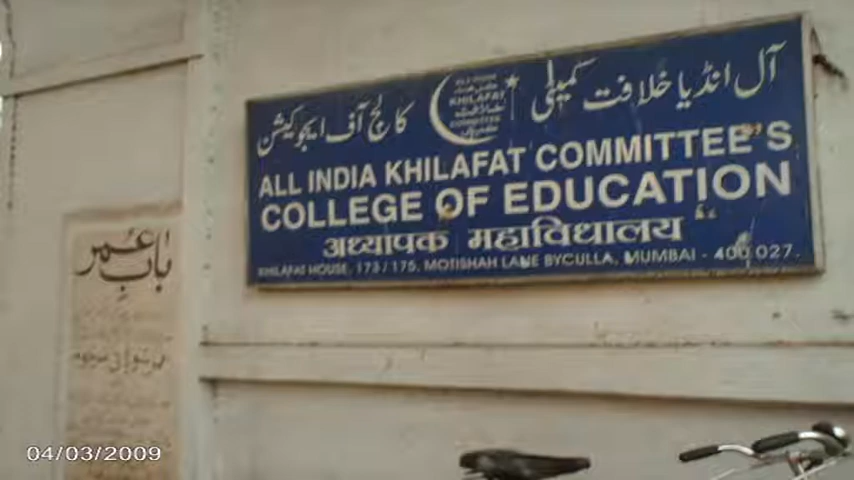 آل انڈیا خلافت کمیٹی کالج آف ایجوکیشن
KHILAFAT
ALL INDIA KHILAFAT COMMITTEE'S
COLLEGE OF EDUCATION
अध्यापक महाविद्यालय
KHILAFAT HOUSE, 173/175, MOTISHAH LANE BYCULLA, MUMBAI - 400 027.
باب عمر
04/03/2009